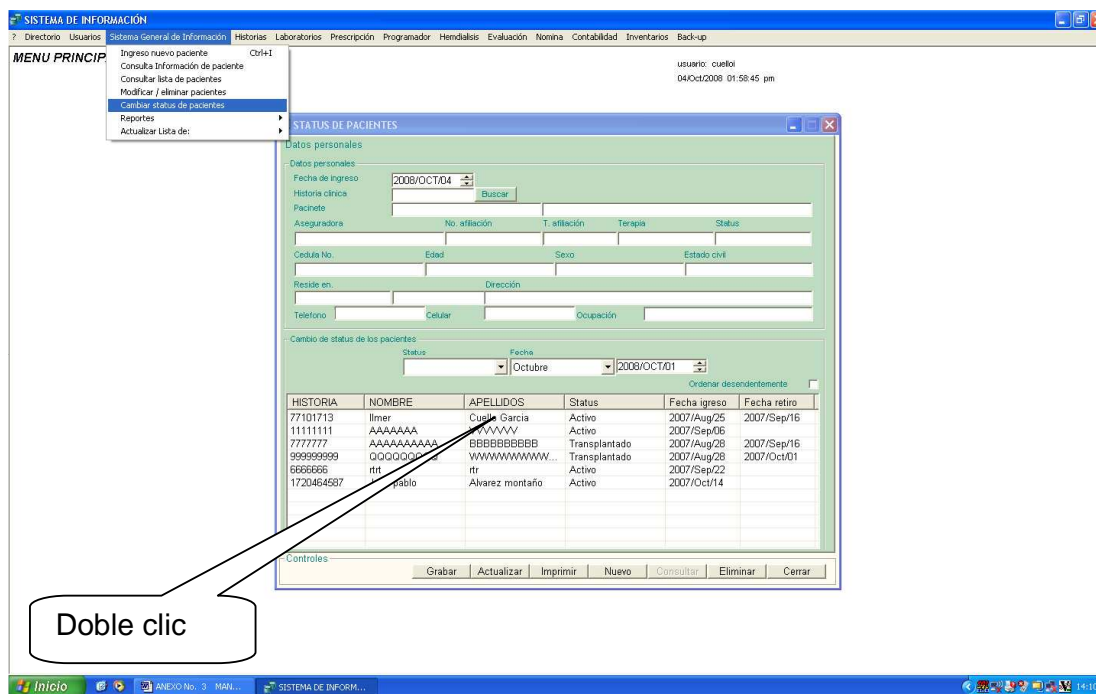 SISTEMA DE INFORMACIÓN
? Directorio Usuarios Sistema General de Información Historias Laboratorios Prescripción Programador Hemdialisis Evaluación Nomina Contabilidad Inventarios Back-up
MENU PRINCIP
Ingreso nuevo paciente Ctrl+I
Consulta Información de paciente
Consultar lista de pacientes
Modificar / eliminar pacientes
Cambiar status de pacientes
Reportes
Actualizar Lista de:
usuario: cuelloi
04/Oct/2008 01:58:45 pm
STATUS DE PACIENTES
Datos personales
Datos personales
Fecha de ingreso 2008/OCT/04
Historia clinica Buscar
Pacinete
Aseguradora No. afiliación T. afiliación Terapia Status
Cedula No. Edad Sexo Estado civil
Reside en. Dirección
Telefono Celular Ocupación
Cambio de status de los pacientes
Status Fecha
Octubre 2008/OCT/01
Ordenar desendentemente
HISTORIA NOMBRE APELLIDOS Status Fecha igreso Fecha retiro
77101713 Ilmer Cuello Garcia Activo 2007/Aug/25 2007/Sep/16
11111111 AAAAAAA VVVVVVV Activo 2007/Sep/06
7777777 AAAAAAAAAA BBBBBBBBBB Transplantado 2007/Aug/28 2007/Sep/16
999999999 QQQQQQQQQ WWWWWWWW... Transplantado 2007/Aug/28 2007/Oct/01
6666666 rtrt rtr Activo 2007/Sep/22
1720464587 pablo Alvarez montaño Activo 2007/Oct/14
Controles
Grabar Actualizar Imprimir Nuevo Consultar Eliminar Cerrar
Doble clic
Inicio ANEXO No. 3 MAN... SISTEMA DE INFORM... 14:10